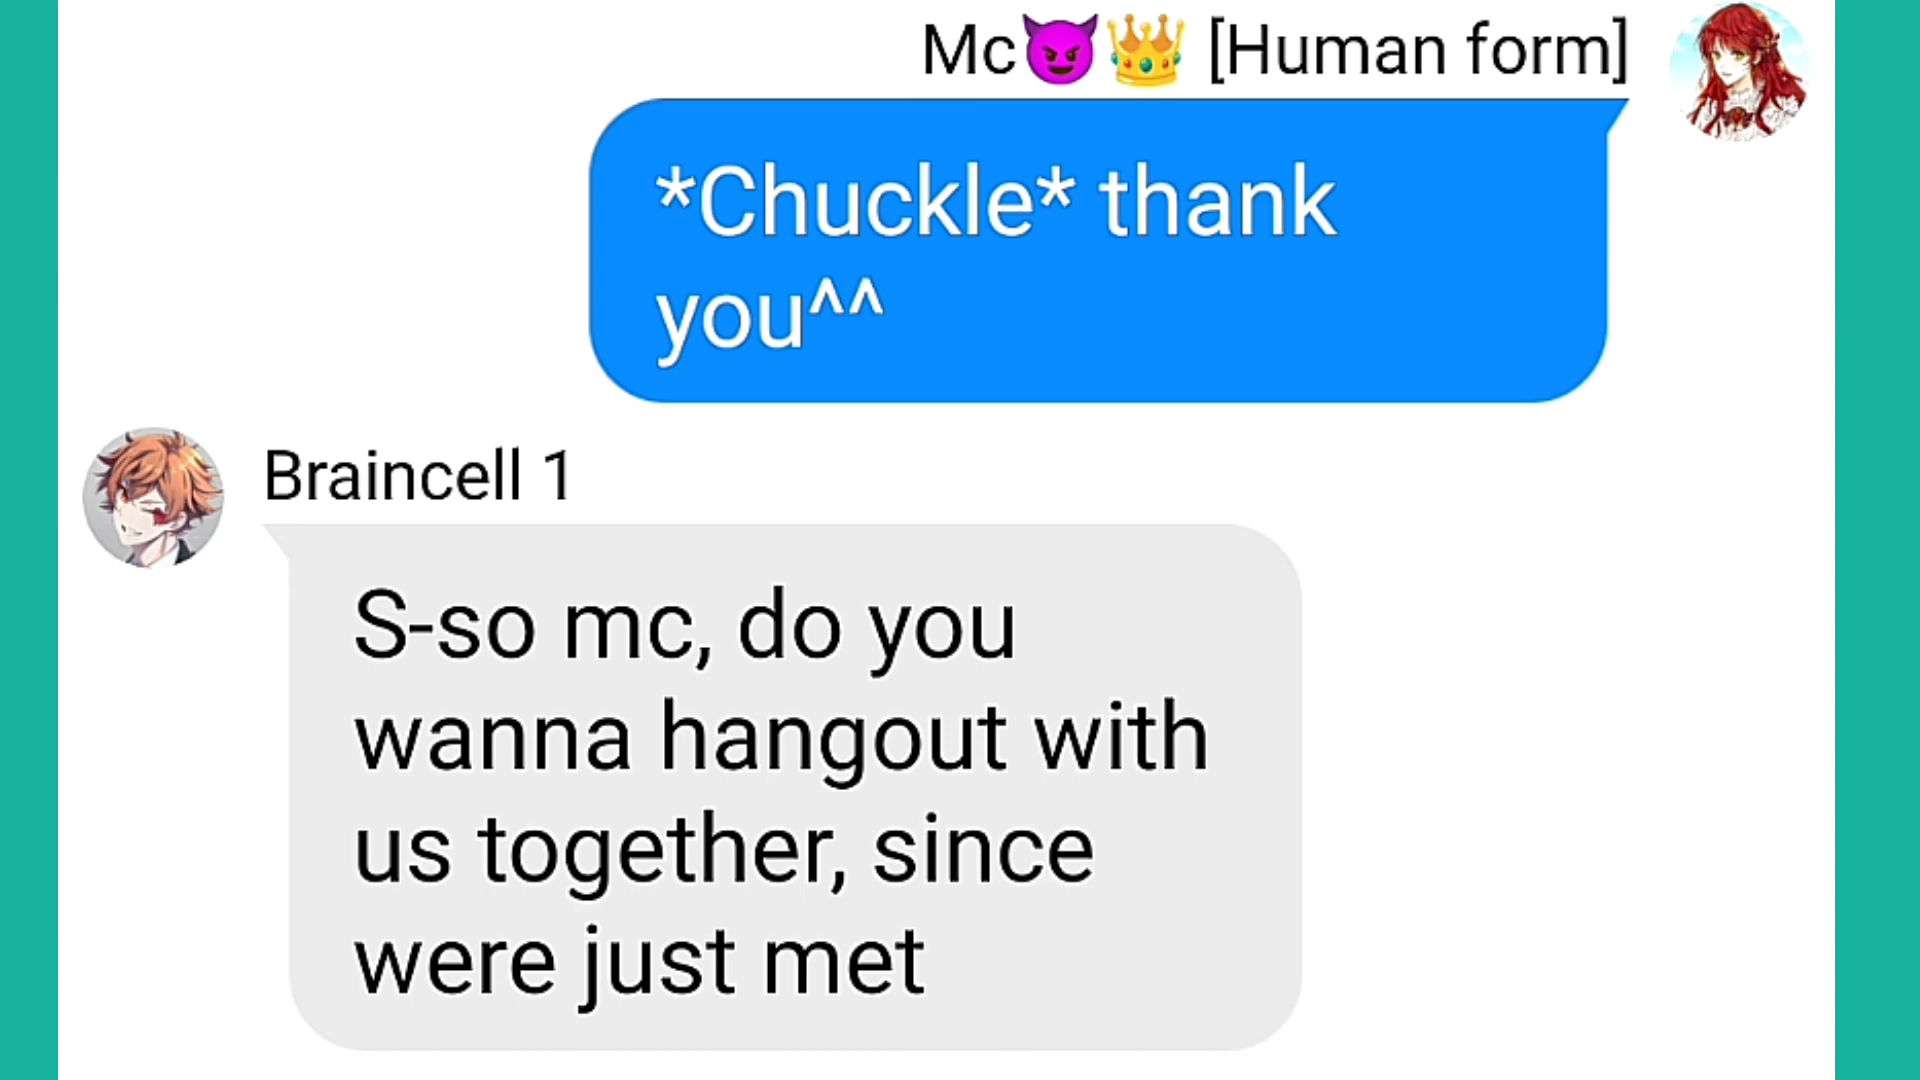 Mc😈👑 [Human form]
*Chuckle* thank
you^^
Braincell 1
S-so mc, do you
wanna hangout with
us together, since
were just met